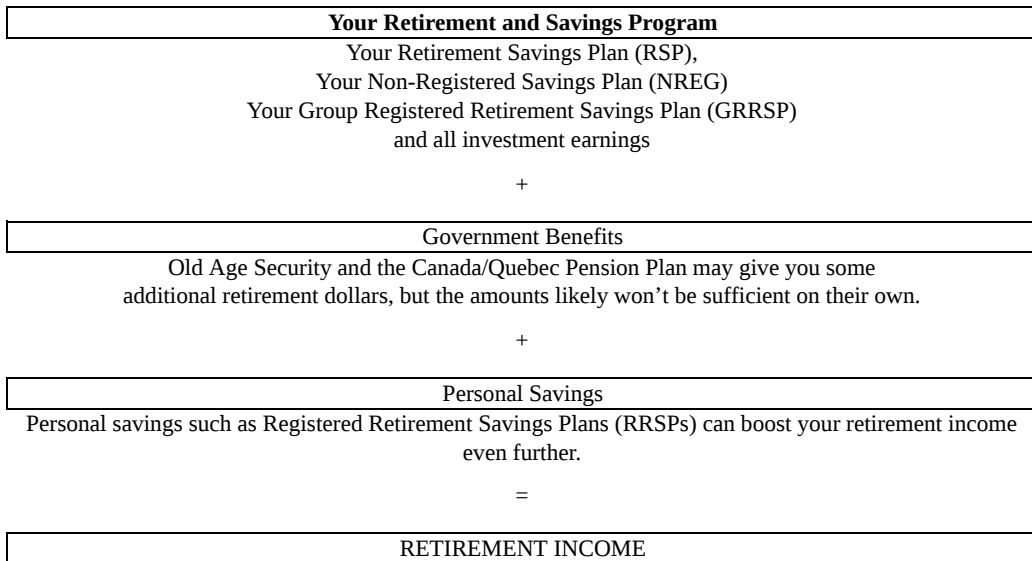 Your Retirement and Savings Program
Your Retirement Savings Plan (RSP),
Your Non-Registered Savings Plan (NREG)
Your Group Registered Retirement Savings Plan (GRRSP)
and all investment earnings
+
Government Benefits
Old Age Security and the Canada/Quebec Pension Plan may give you some
additional retirement dollars, but the amounts likely won’t be sufficient on their own.
+
Personal Savings
Personal savings such as Registered Retirement Savings Plans (RRSPs) can boost your retirement income
even further.
=
RETIREMENT INCOME